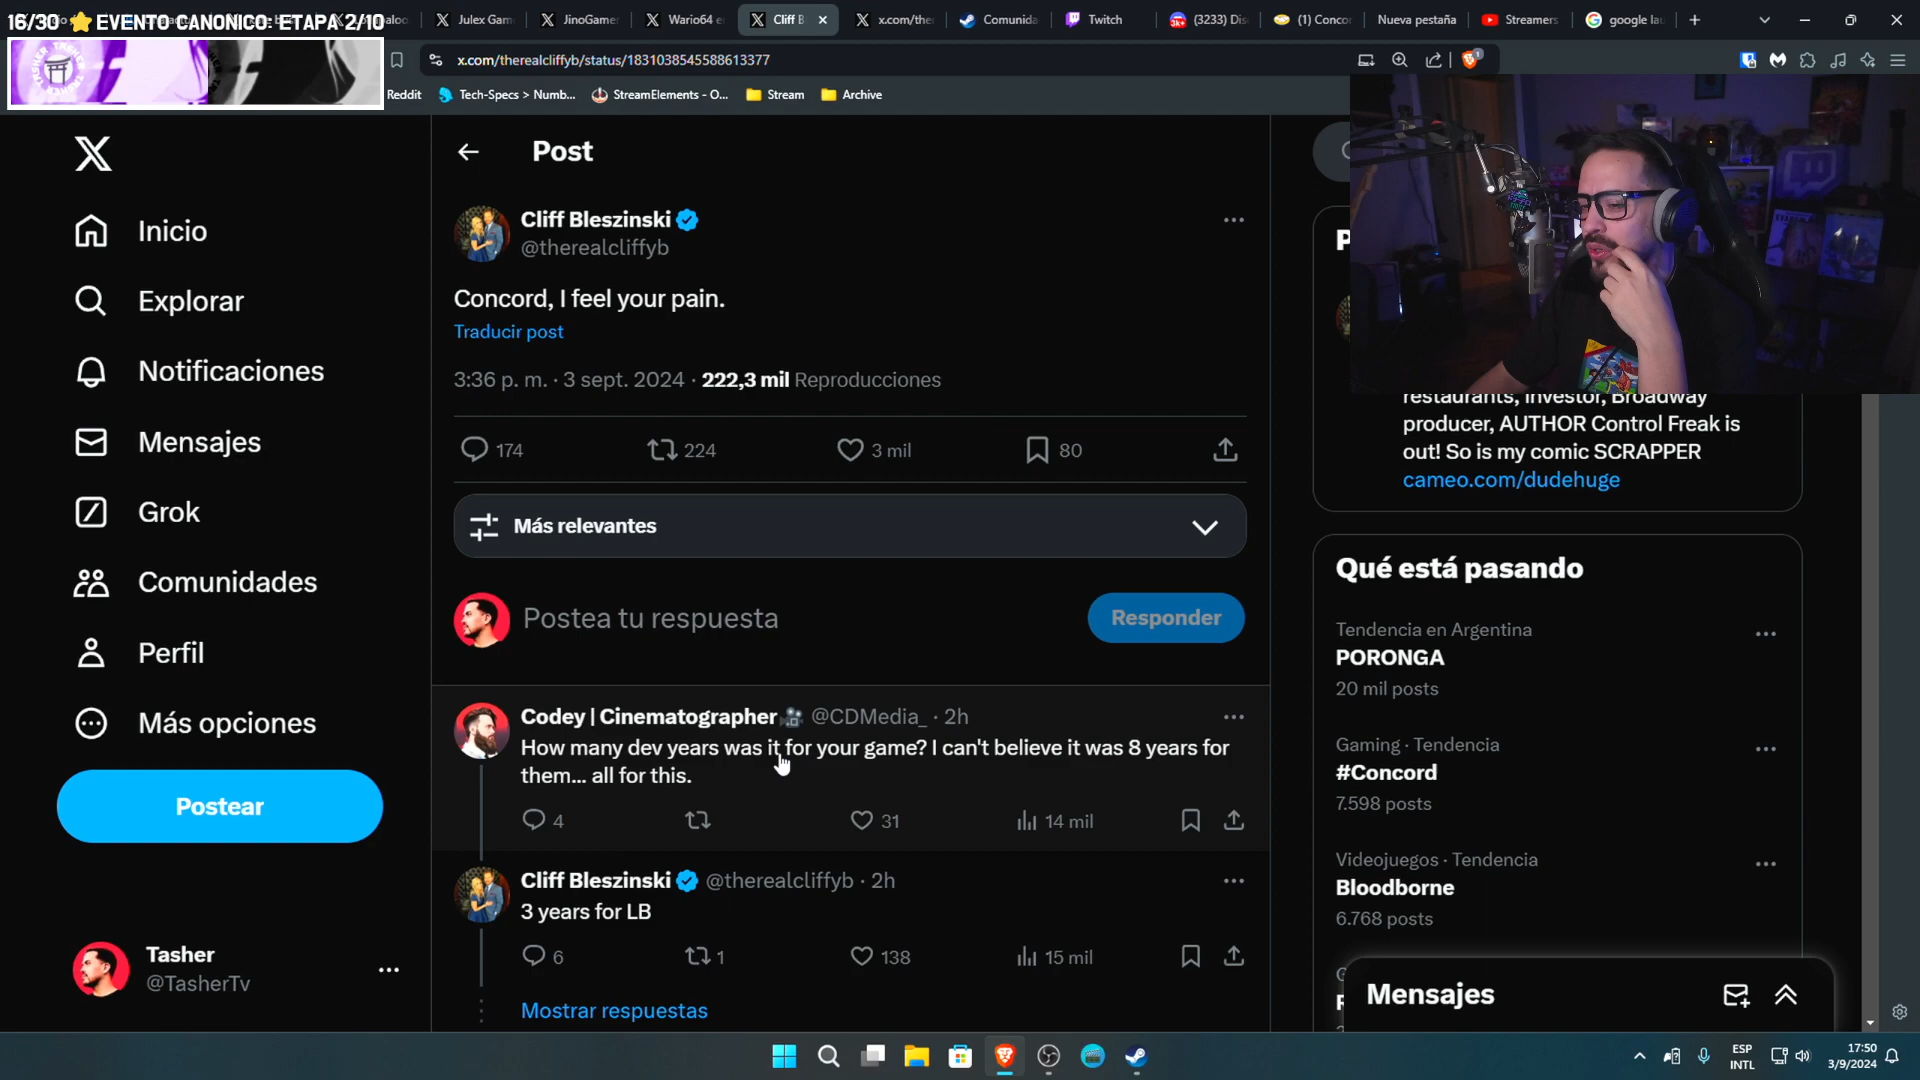 16/30 ⭐ EVENTO CANONICO: ETAPA 2/10
Julex Gam
JinoGame
Wario64 e
Cliff B
x.com/the
Comunida
Twitch
(3233) Dis
(1) Conco
Nueva pestaña
Streamers
google la
x.com/therealcliffyb/status/1831038545588613377
TASHER
Reddit
Tech-Specs > Numb...
StreamElements - O...
Stream
Archive
Inicio
Explorar
Notificaciones
Mensajes
Grok
Comunidades
Perfil
Más opciones
Postear
Tasher
@TasherTv
Post
Cliff Bleszinski
@therealcliffyb
Concord, I feel your pain.
Traducir post
3:36 p. m. · 3 sept. 2024 · 222,3 mil Reproducciones
174
224
3 mil
80
Más relevantes
Postea tu respuesta
Responder
Codey | Cinematographer🎥 @CDMedia_ · 2h
How many dev years was it for your game? I can't believe it was 8 years for
them... all for this.
4
31
14 mil
Cliff Bleszinski @therealcliffyb · 2h
3 years for LB
6
1
138
15 mil
Mostrar respuestas
restaurants, Investor, Broadway
producer, AUTHOR Control Freak is
out! So is my comic SCRAPPER
cameo.com/dudehuge
Qué está pasando
Tendencia en Argentina
PORONGA
20 mil posts
Gaming · Tendencia
#Concord
7.598 posts
Videojuegos · Tendencia
Bloodborne
6.768 posts
Mensajes
ESP
INTL
17:50
3/9/2024